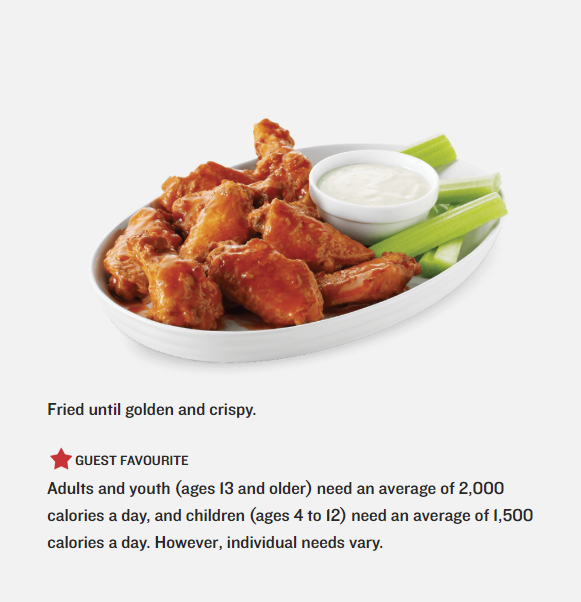 Fried until golden and crispy.
GUEST FAVOURITE
Adults and youth (ages 13 and older) need an average of 2,000
calories a day, and children (ages 4 to 12) need an average of 1,500
calories a day. However, individual needs vary.